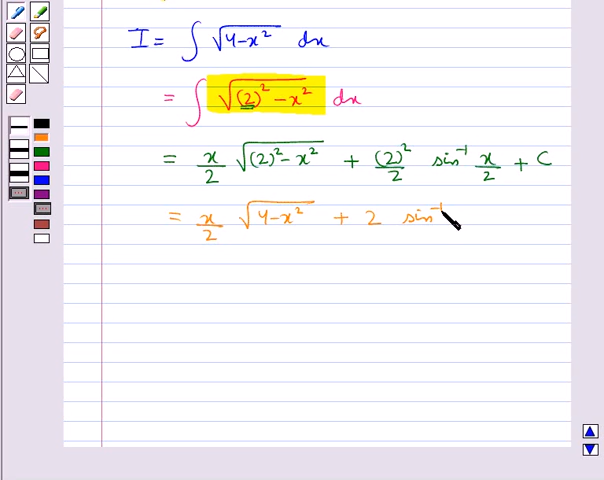 I = ∫ √4-x² dx
= ∫ √(2)² - x² dx
= x/2 √(2)² - x² + (2)²/2 sin⁻¹ x/2 + C
= x/2 √4-x² + 2 sin⁻¹